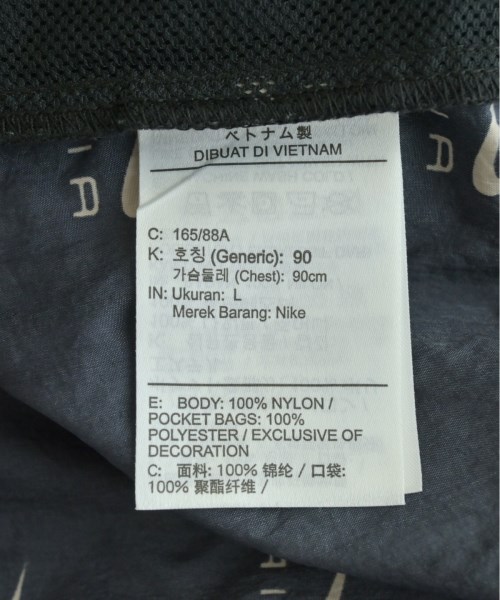 ベトナム製
DIBUAT DI VIETNAM
C: 165/88A
K: 호칭 (Generic): 90
가슴둘레 (Chest): 90cm
IN: Ukuran: L
Merek Barang: Nike
E: BODY: 100% NYLON /
POCKET BAGS: 100%
POLYESTER / EXCLUSIVE OF
DECORATION
C: 面料: 100% 锦纶 / 口袋:
100% 聚酯纤维 /